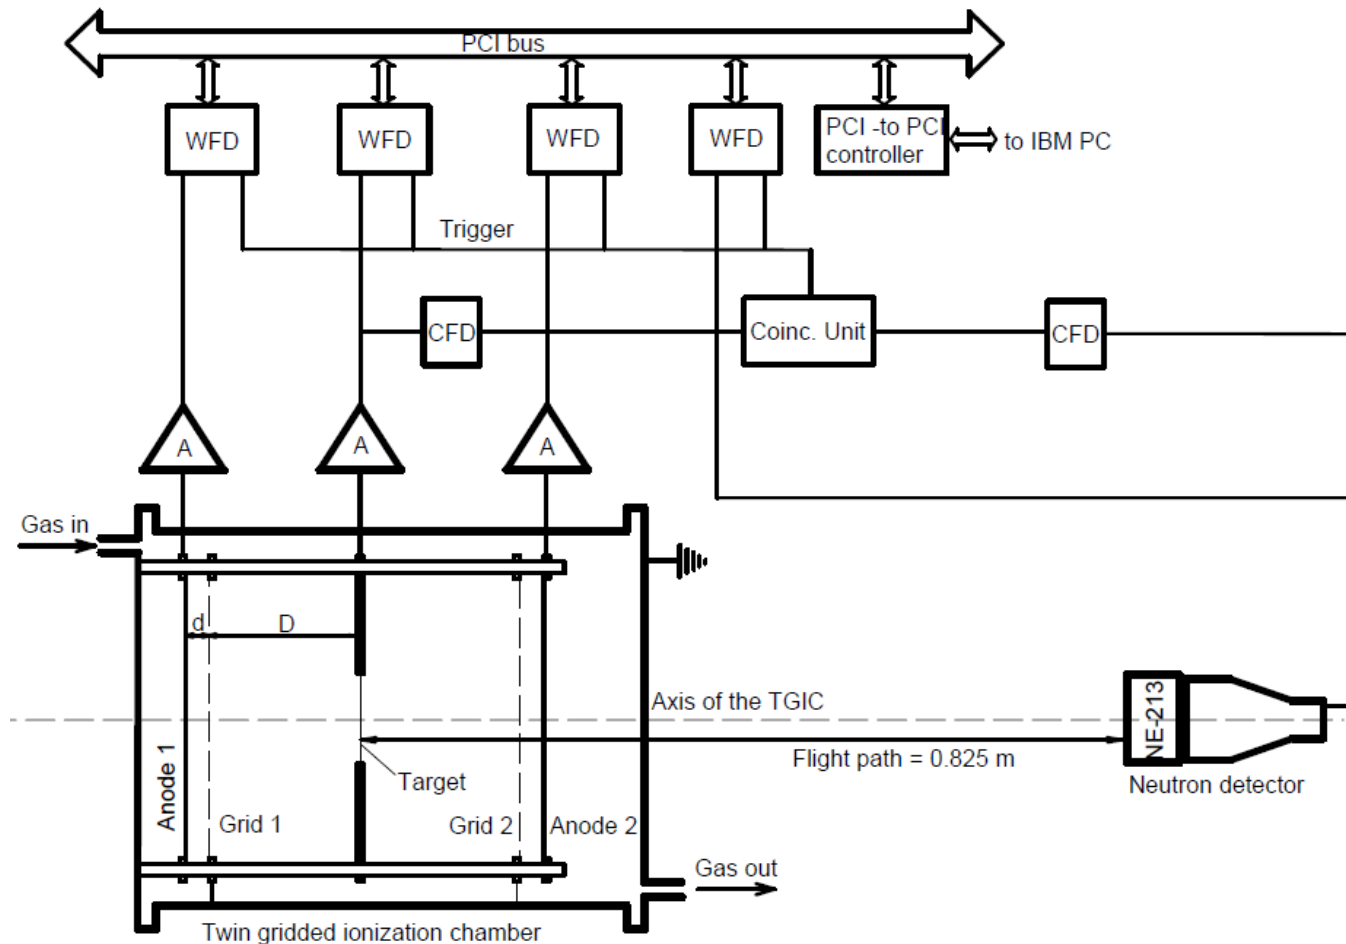 PCI bus
WFD
WFD
WFD
WFD
PCI -to PCI
controller
to IBM PC
Trigger
CFD
Coinc. Unit
CFD
A
A
A
Gas in
d
D
Axis of the TGIC
NE-213
Flight path = 0.825 m
Neutron detector
Anode 1
Target
Grid 1
Grid 2
Anode 2
Gas out
Twin gridded ionization chamber